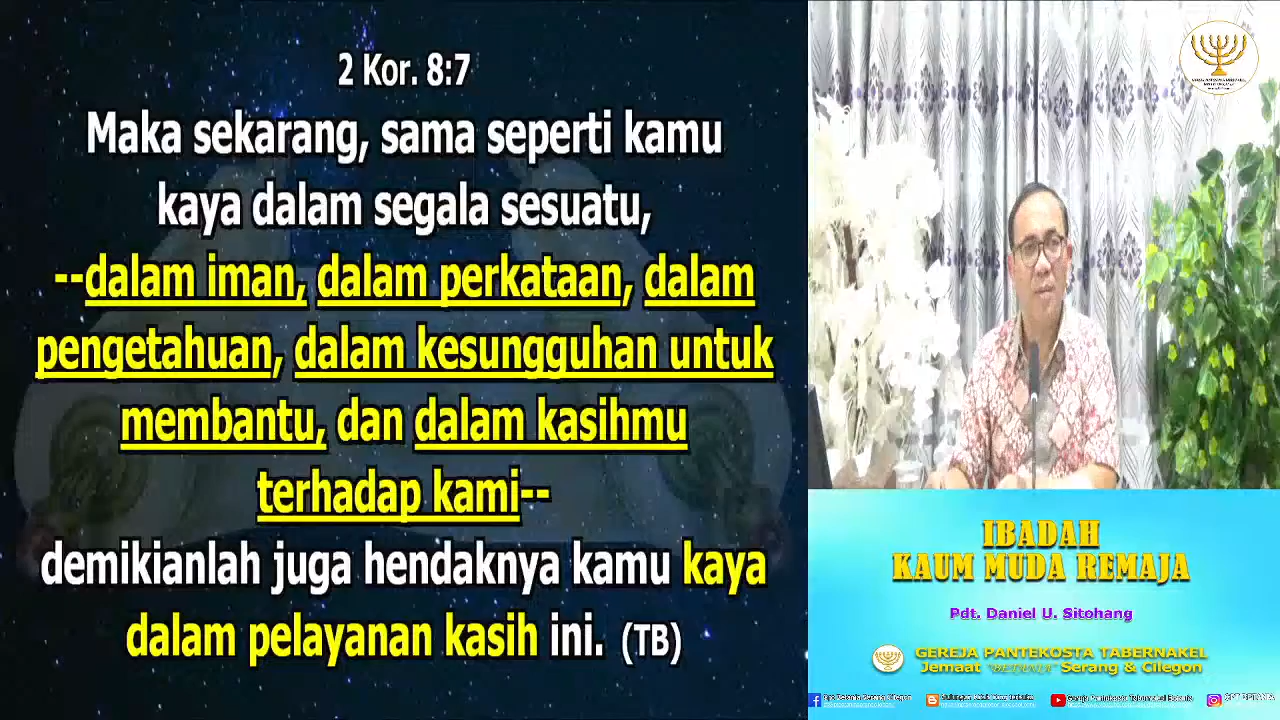 2 Kor. 8:7
Maka sekarang, sama seperti kamu
kaya dalam segala sesuatu,
--dalam iman, dalam perkataan, dalam
pengetahuan, dalam kesungguhan untuk
membantu, dan dalam kasihmu
terhadap kami--
demikianlah juga hendaknya kamu kaya
dalam pelayanan kasih ini. (TB)
IBADAH
KAUM MUDA REMAJA
Pdt. Daniel U. Sitohang
GEREJA PANTEKOSTA TABERNAKEL
Jemaat "BETANIA" Serang & Cilegon